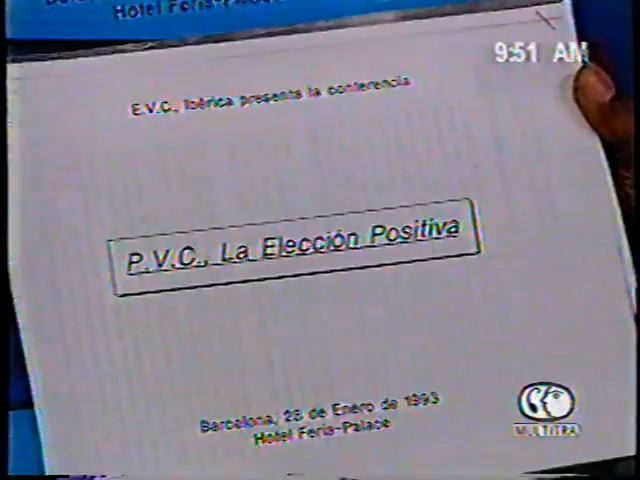 Hotel Feria-Palace
9:51 AM
E.V.C., Ibérica presenta la conferencia
P.V.C., La Elección Positiva
Barcelona, 28 de Enero de 1993
Hotel Feria-Palace
MULTITRA